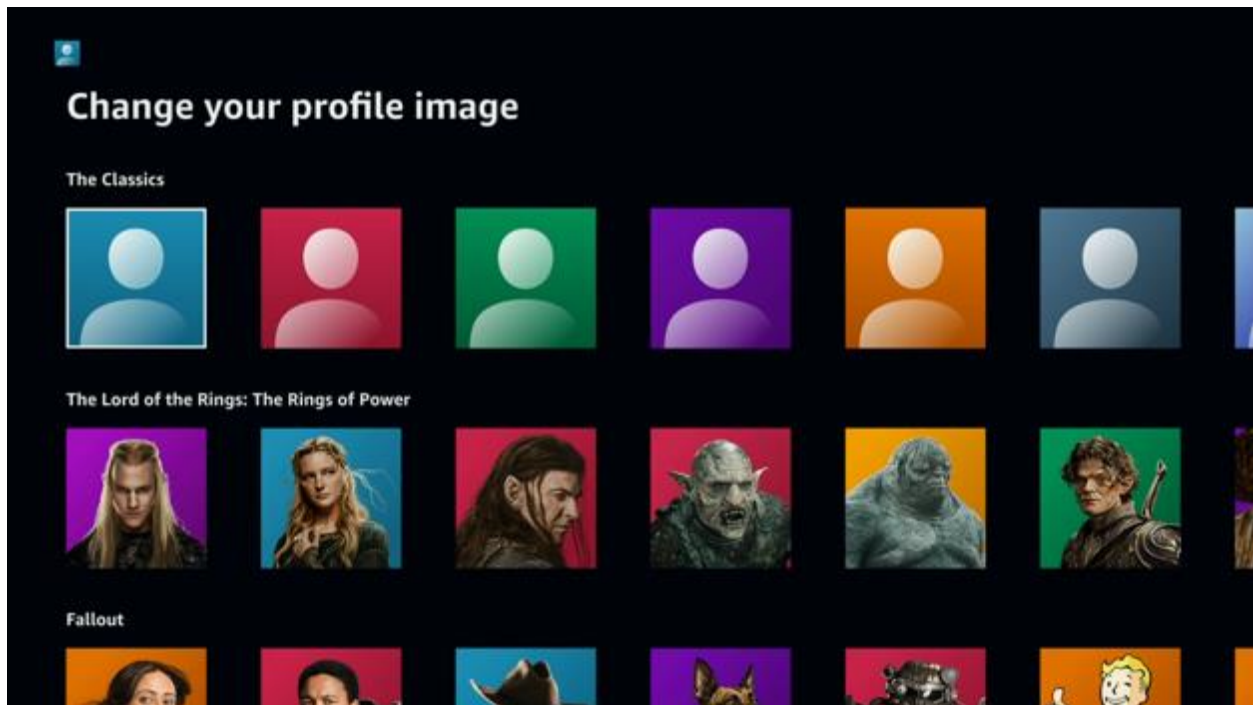 Change your profile image
The Classics
The Lord of the Rings: The Rings of Power
Fallout